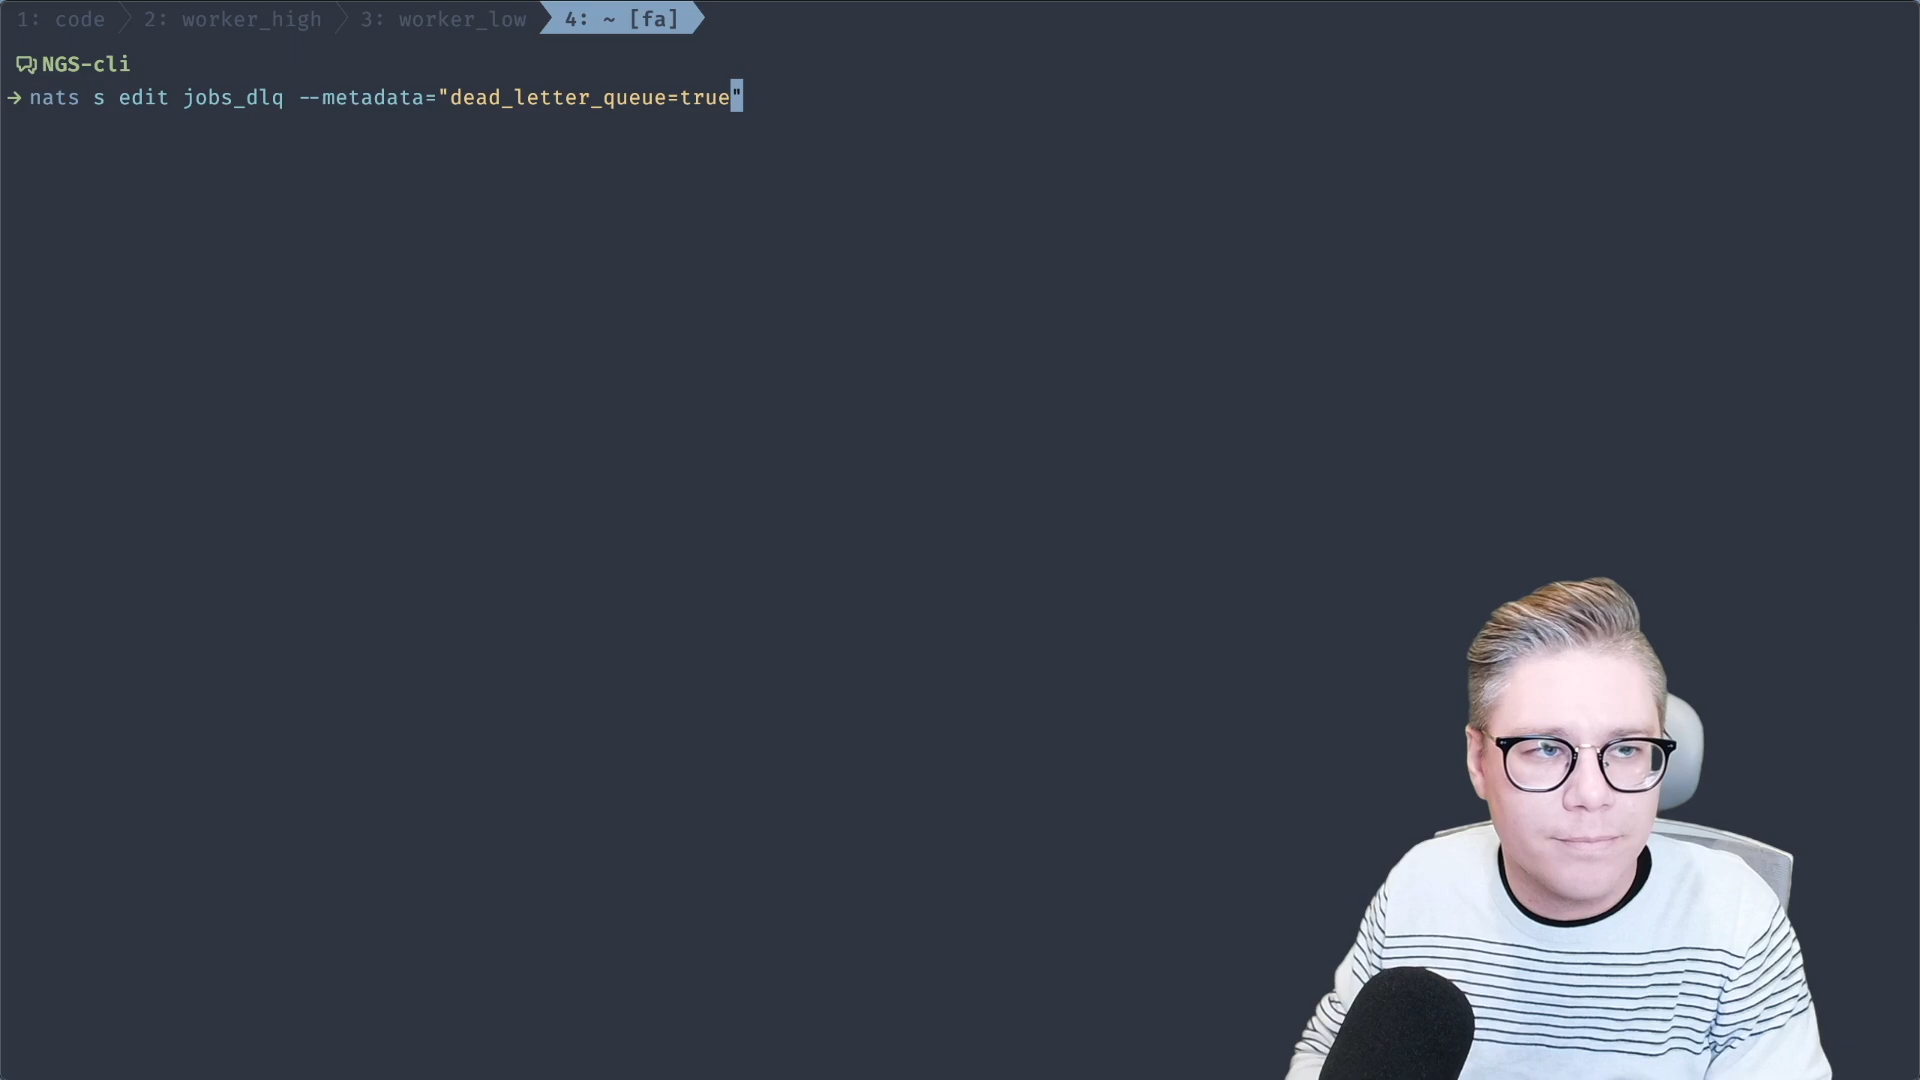 1: code 2: worker_high 3: worker_low 4: ~ [fa]
NGS-cli
→ nats s edit jobs_dlq --metadata="dead_letter_queue=true"